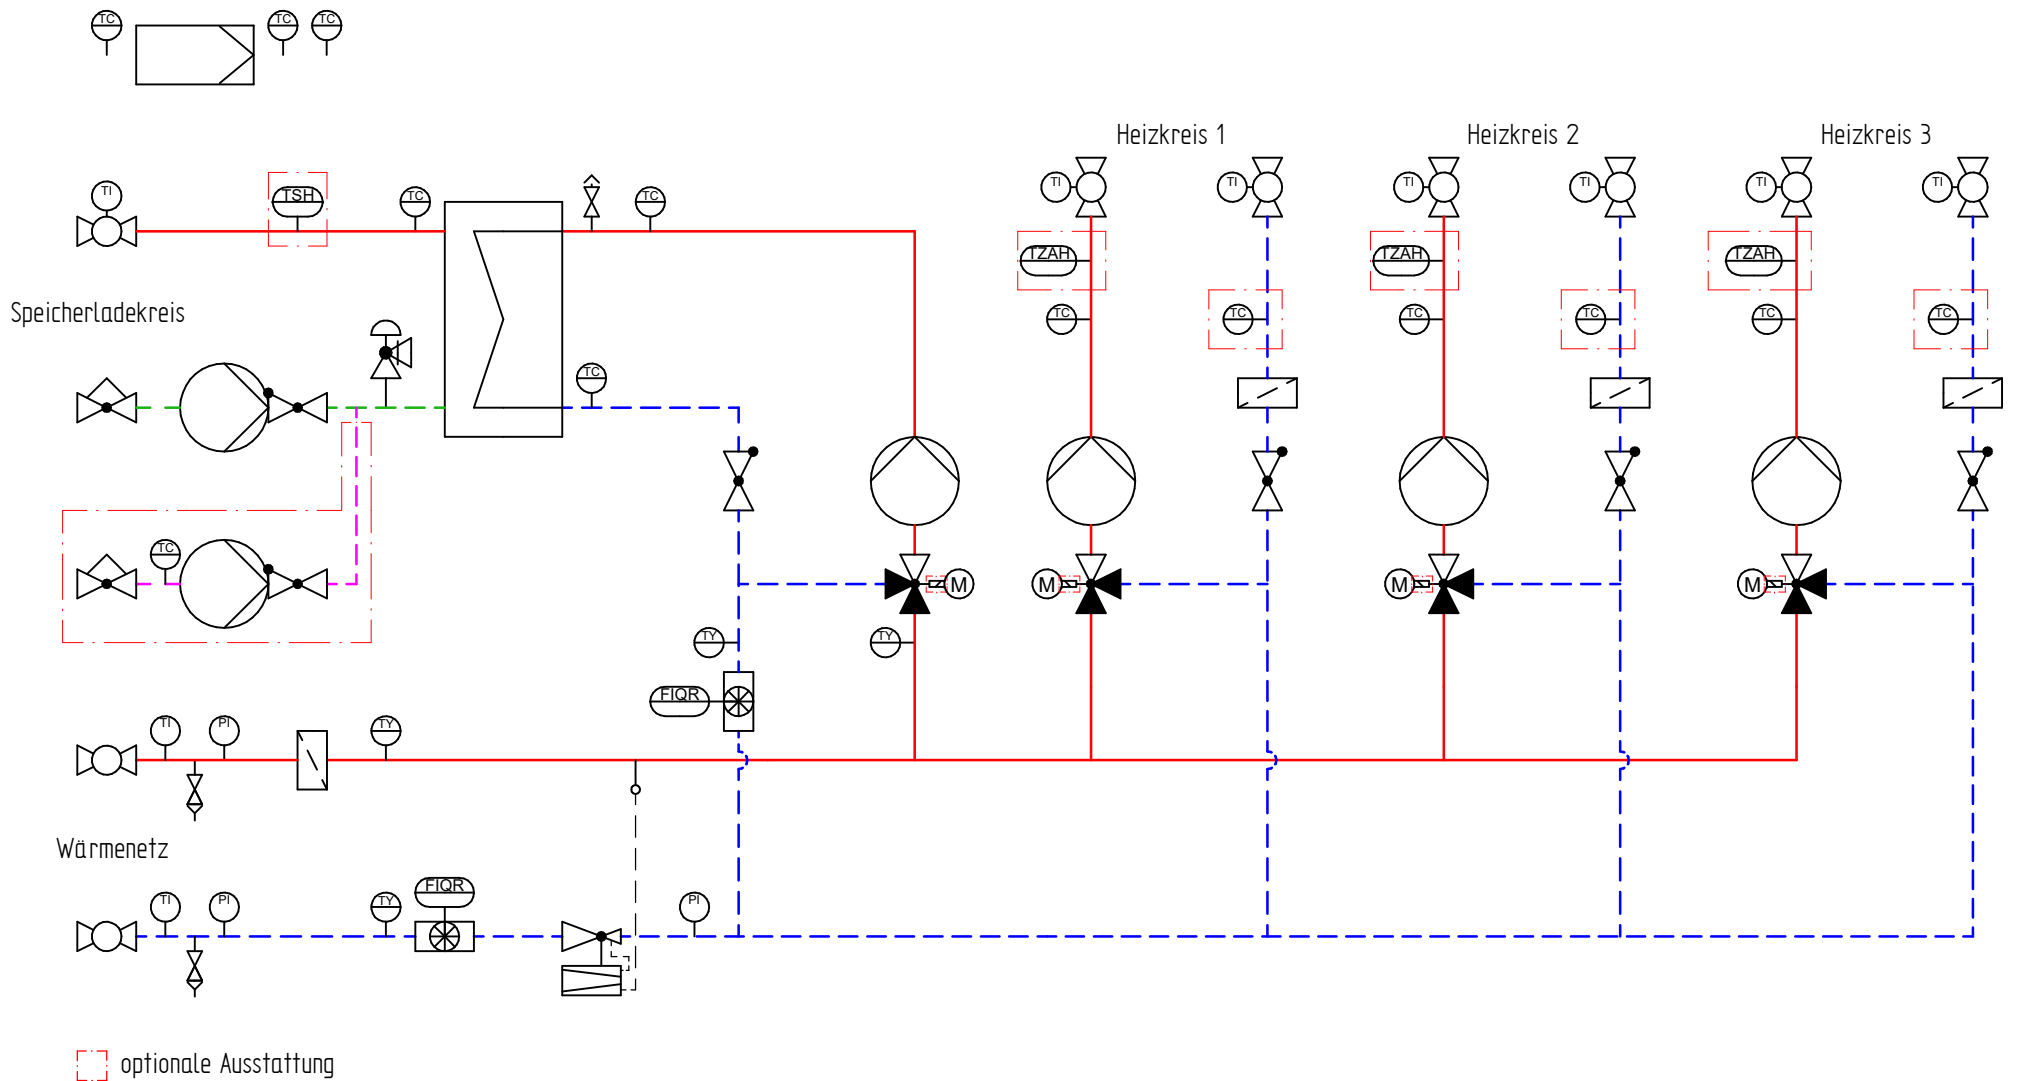 TC TC TC
Heizkreis 1 Heizkreis 2 Heizkreis 3
TI TSH TC TC TI TI TI TI TI TI
TZAH TZAH TZAH
Speicherladekreis
TC TC TC TC TC TC
TC
TC M M M M
TY TY
FIQR
TI PI TY
Wärmenetz
TI PI TY FIQR PI
optionale Ausstattung